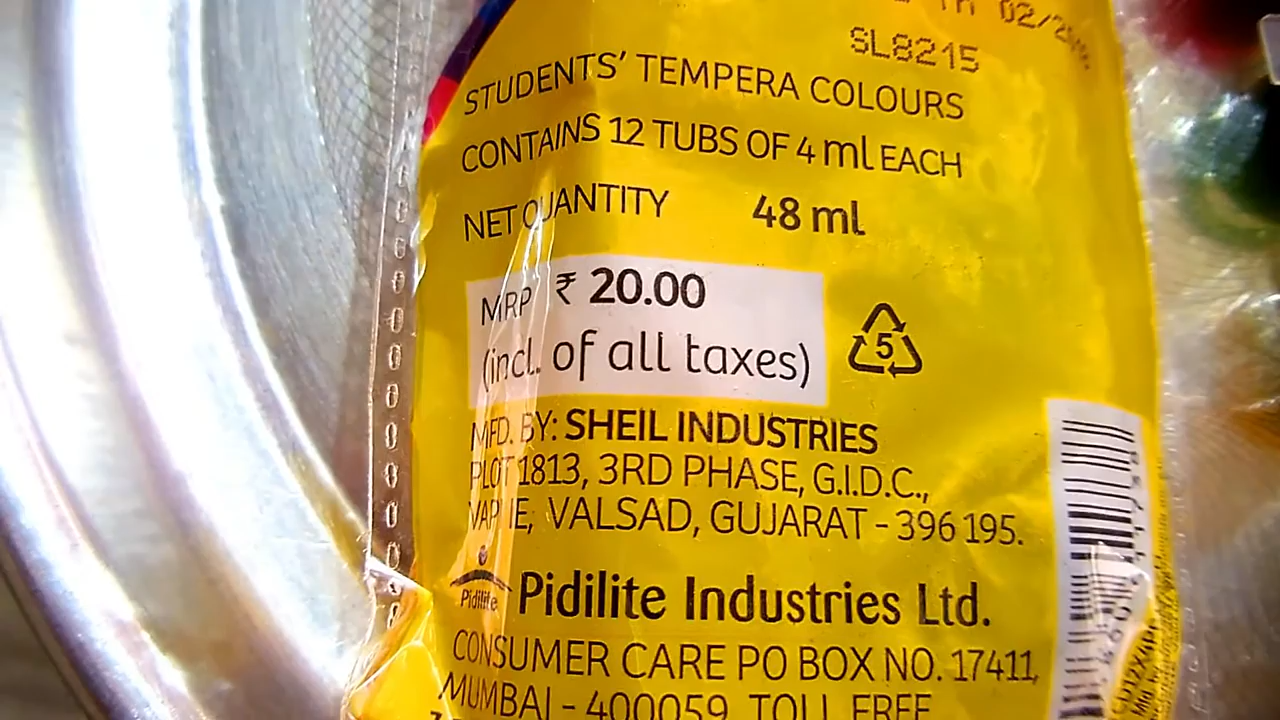 02/20
SL8215
STUDENTS' TEMPERA COLOURS
CONTAINS 12 TUBS OF 4 ml EACH
NET QUANTITY 48 ml
MRP ₹ 20.00
(incl. of all taxes)
5
MFD. BY: SHEIL INDUSTRIES
PLOT 1813, 3RD PHASE, G.I.D.C.,
VALSAD, GUJARAT - 396 195.
Pidilite Pidilite Industries Ltd.
CONSUMER CARE PO BOX NO. 17411,
MUMBAI - 400059. TOLL FREE